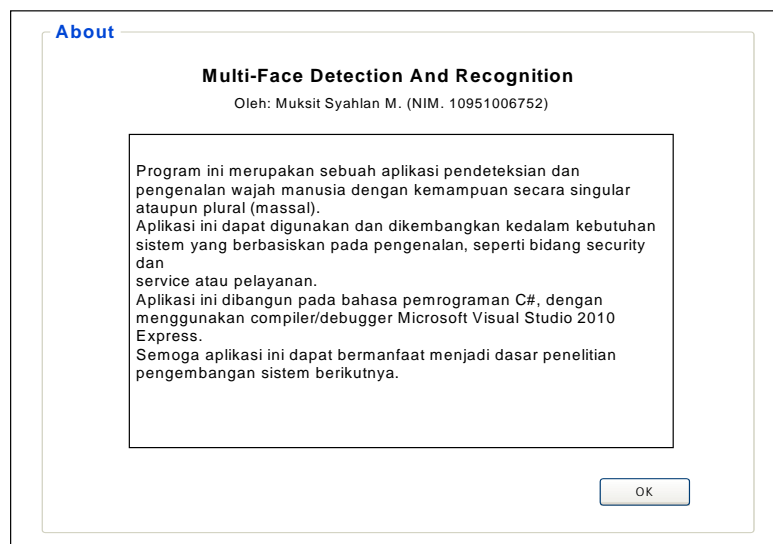 About
Multi-Face Detection And Recognition
Oleh: Muksit Syahlan M. (NIM. 10951006752)
Program ini merupakan sebuah aplikasi pendeteksian dan
pengenalan wajah manusia dengan kemampuan secara singular
ataupun plural (massal).
Aplikasi ini dapat digunakan dan dikembangkan kedalam kebutuhan
sistem yang berbasiskan pada pengenalan, seperti bidang security
dan
service atau pelayanan.
Aplikasi ini dibangun pada bahasa pemrograman C#, dengan
menggunakan compiler/debugger Microsoft Visual Studio 2010
Express.
Semoga aplikasi ini dapat bermanfaat menjadi dasar penelitian
pengembangan sistem berikutnya.
OK